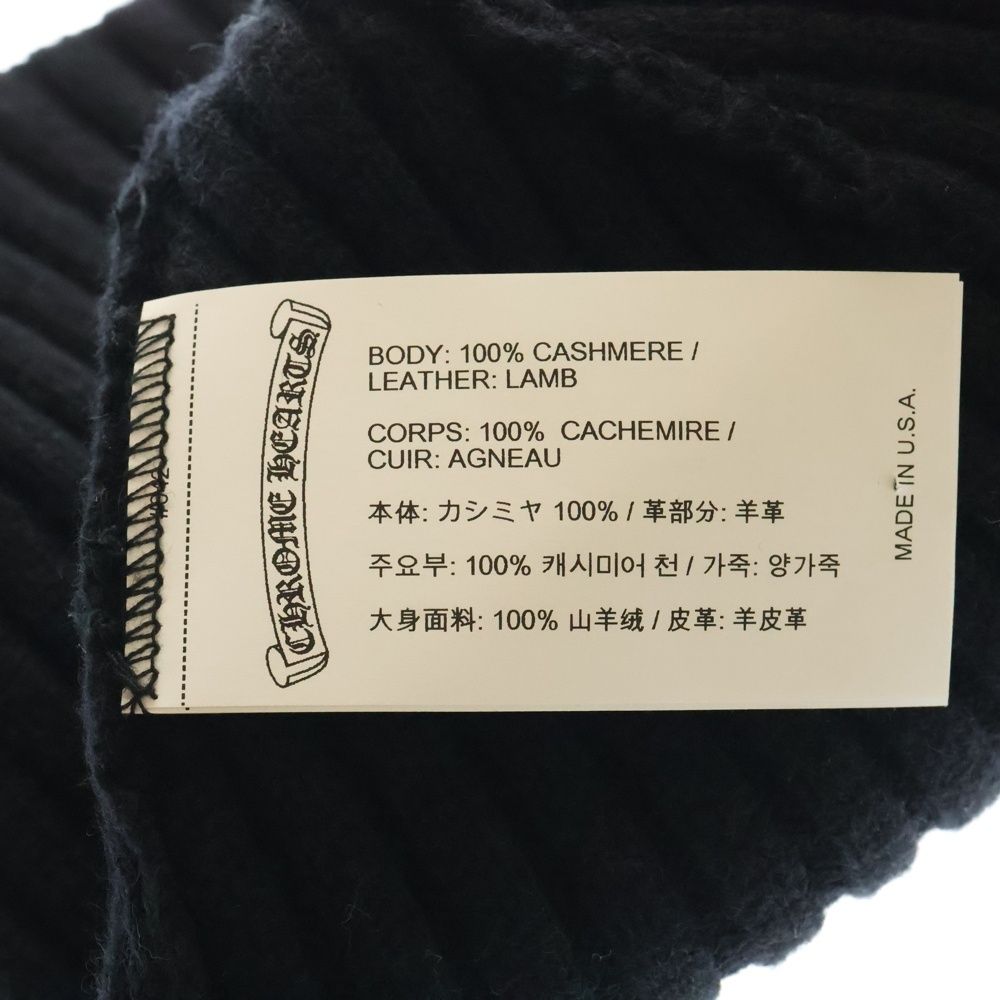 CHROME HEARTS
BODY: 100% CASHMERE /
LEATHER: LAMB
CORPS: 100% CACHEMIRE /
CUIR: AGNEAU
本体: カシミヤ 100% / 革部分: 羊革
주요부: 100% 캐시미어 천 / 가죽: 양가죽
大身面料: 100% 山羊绒 / 皮革: 羊皮革
MADE IN U.S.A.